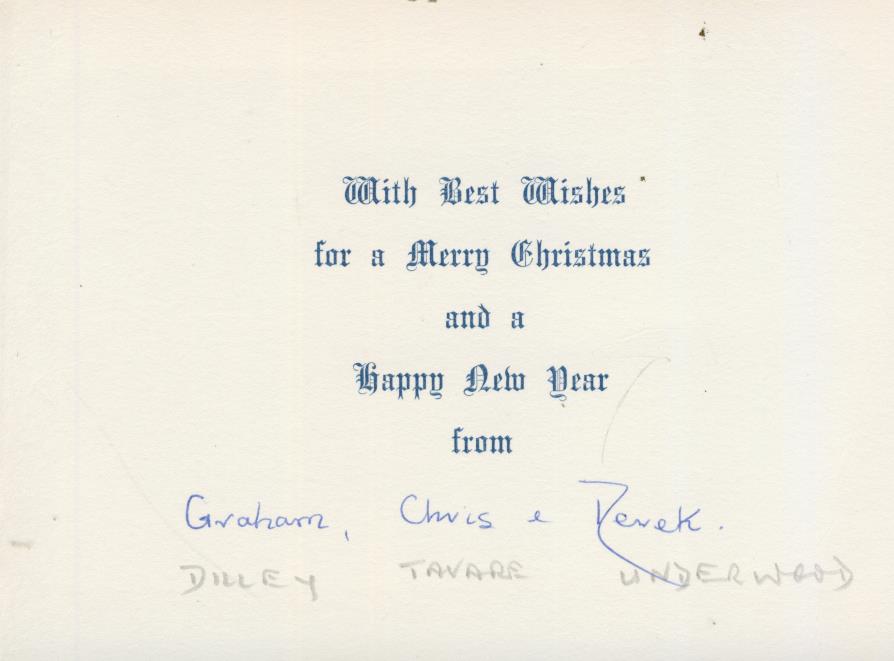 With Best Wishes
for a Merry Christmas
and a
Happy New Year
from
Graham, Chris & Derek.
DILLEY TAVARE UNDERWOOD